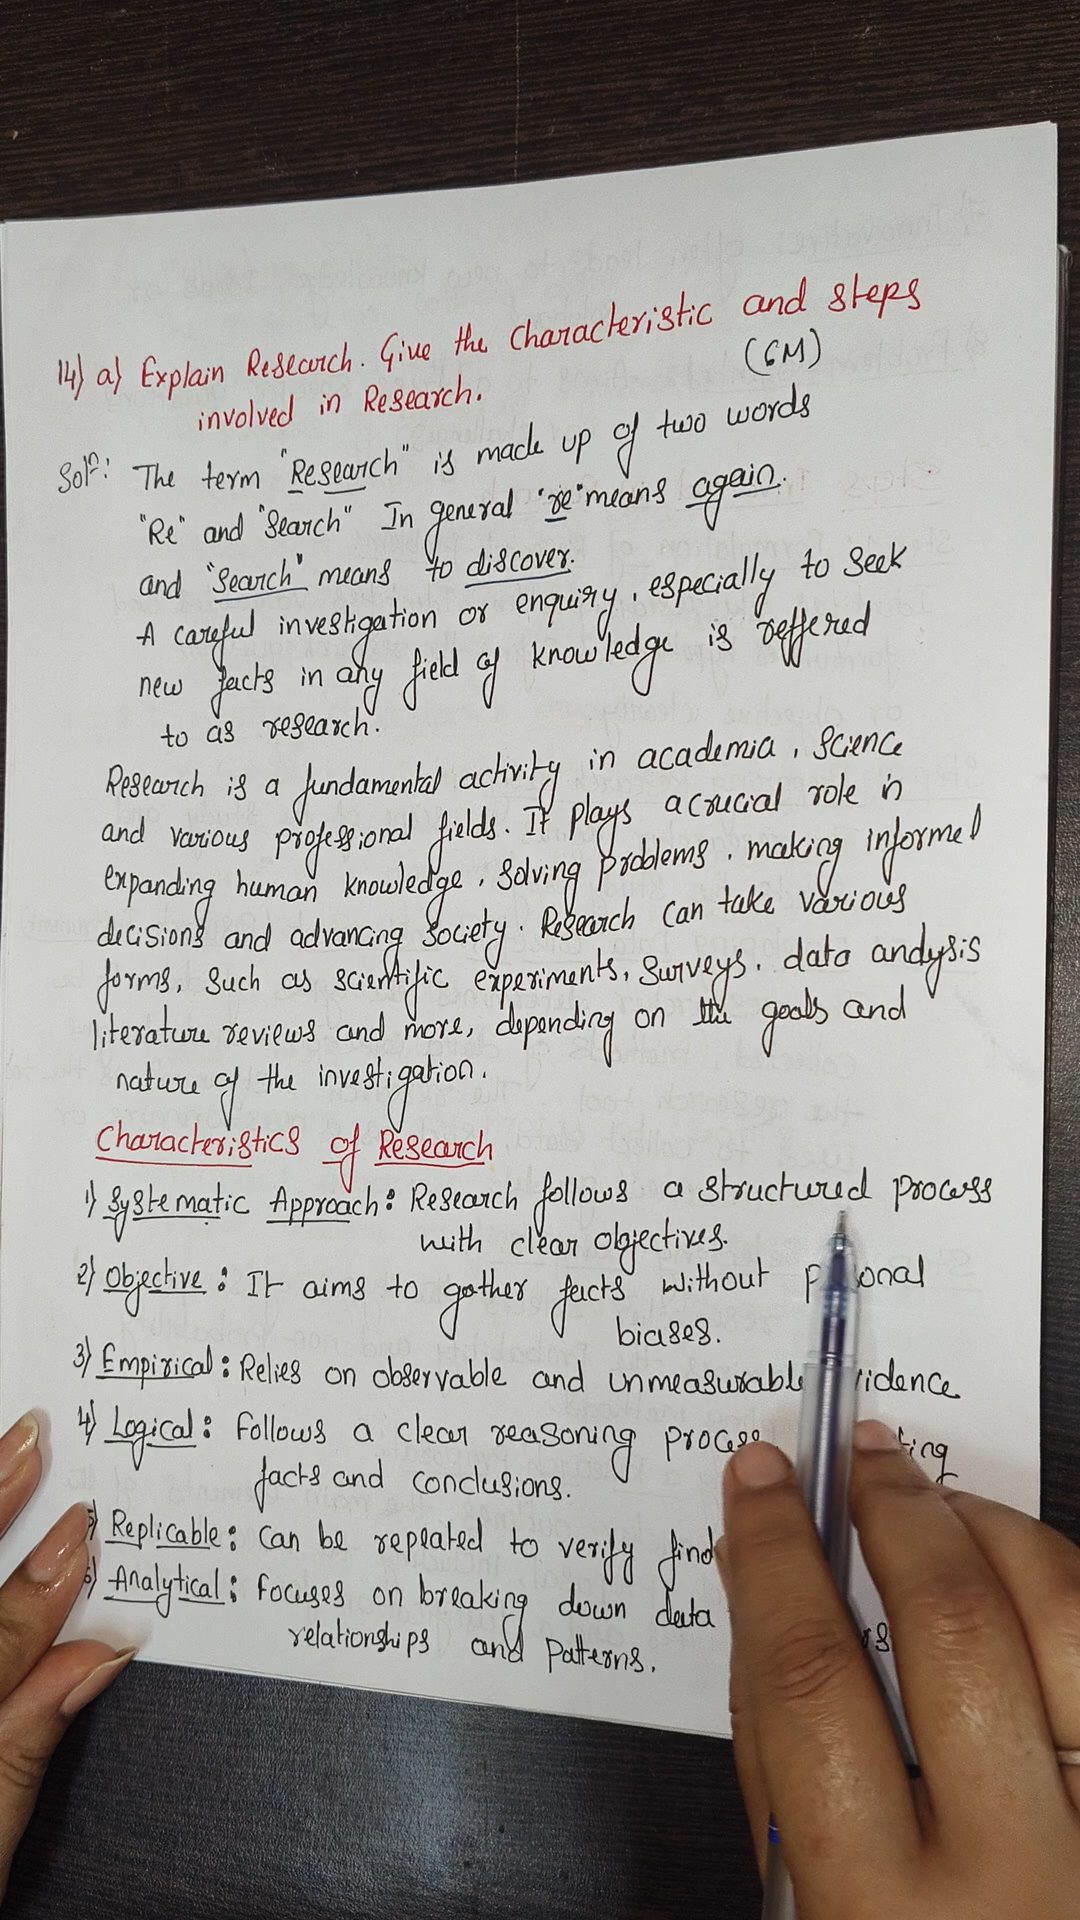 14) a) Explain Research. Give the Characteristic and steps
involved in Research. (6M)
Solⁿ: The term "Research" is made up of two words
"Re" and "Search" In general "re" means again.
and "Search" means to discover.
A careful investigation or enquiry, especially to seek
new facts in any field of knowledge is reffered
to as research.
Research is a fundamental activity in academia, science
and various professional fields. It plays a crucial role in
expanding human knowledge, solving problems, making informed
decisions and advancing society. Research can take various
forms, such as scientific experiments, surveys, data analysis
literature reviews and more, depending on the goals and
nature of the investigation.
Characteristics of Research
1) Systematic Approach: Research follows a structured process
with clear objectives.
2) Objective: It aims to gather facts without
biases.
3) Empirical: Relies on observable and unmeasurable
4) Logical: Follows a clear reasoning process
facts and conclusions.
5) Replicable: Can be repeated to verify
6) Analytical: Focuses on breaking down data
relationships and patterns.